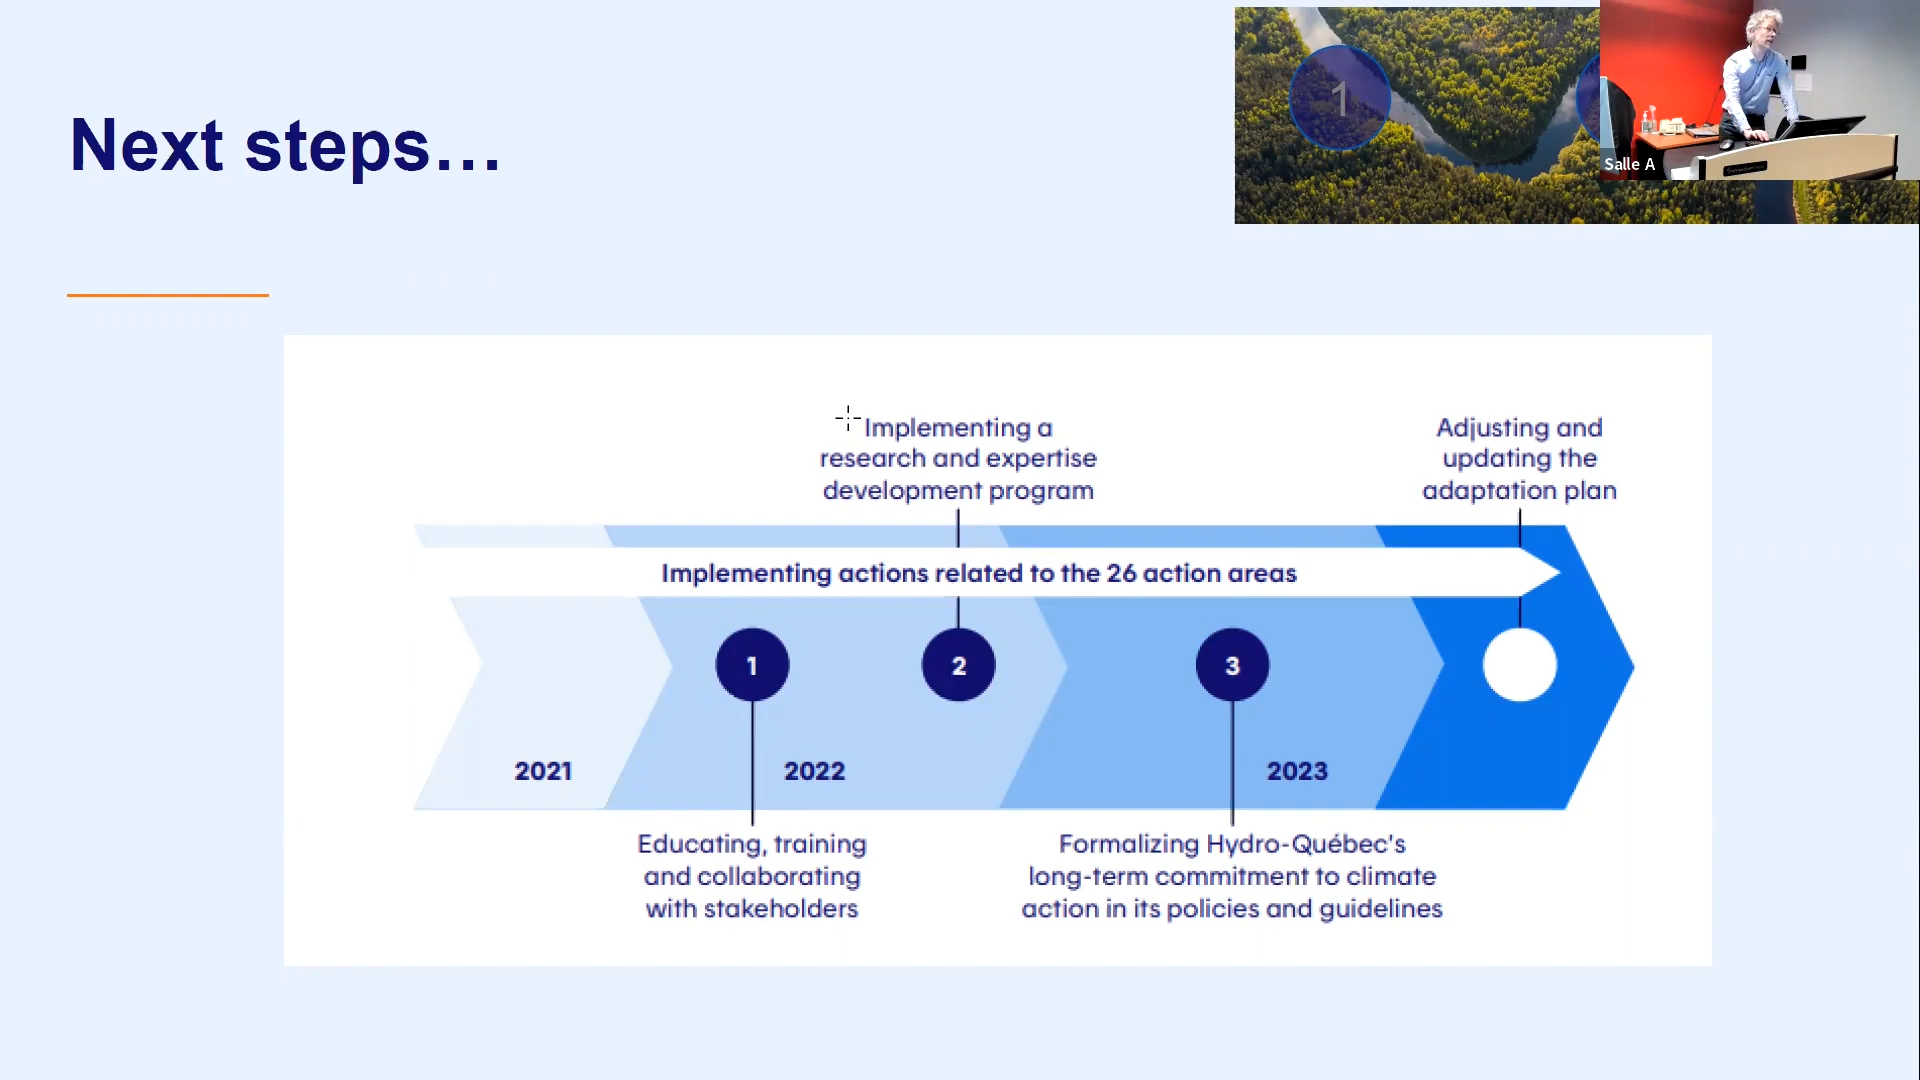 Next steps…
1
Salle A
Implementing a
research and expertise
development program
Adjusting and
updating the
adaptation plan
Implementing actions related to the 26 action areas
1
2
3
2021
2022
2023
Educating, training
and collaborating
with stakeholders
Formalizing Hydro-Québec's
long-term commitment to climate
action in its policies and guidelines